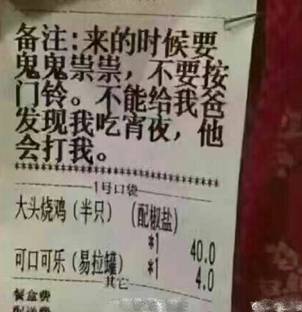 备注:来的时候要
鬼鬼祟祟，不要按
门铃。不能给我爸
发现我吃宵夜，他
会打我。
********************************
1号口袋
大头烧鸡（半只）（配椒盐）
*1 40.0
可口可乐（易拉罐） *1 4.0
其它
餐盒费
配送费